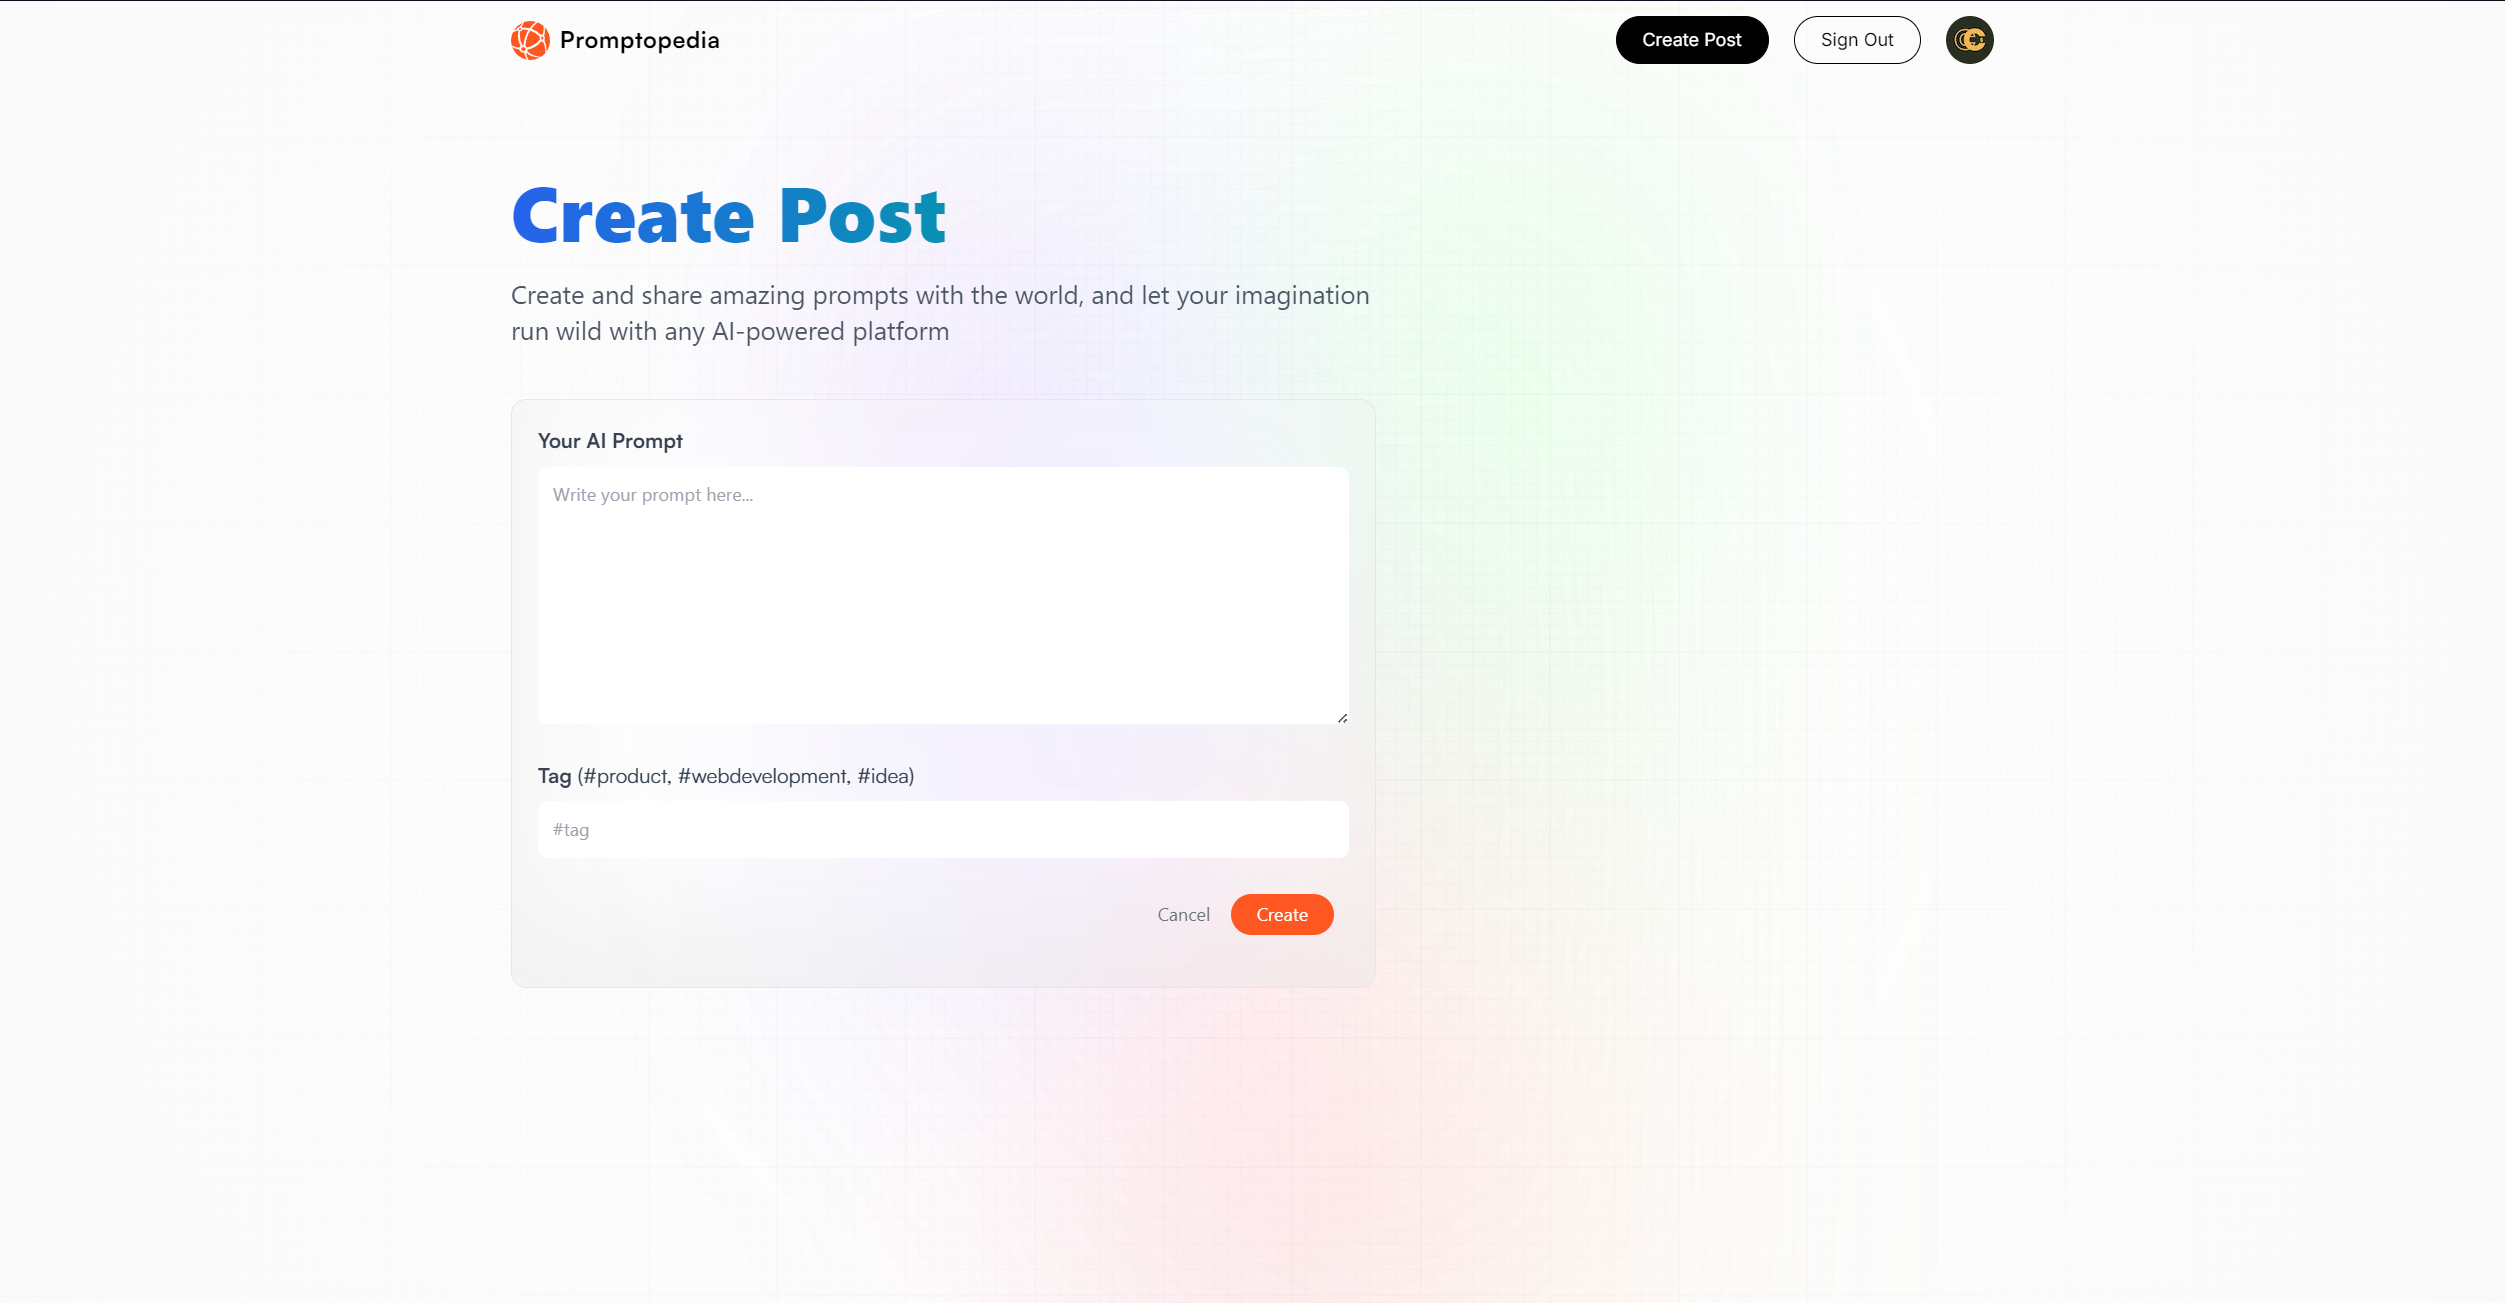 Promptopedia
Create Post
Sign Out
Create Post
Create and share amazing prompts with the world, and let your imagination
run wild with any AI-powered platform
Your AI Prompt
Write your prompt here...
Tag (#product, #webdevelopment, #idea)
#tag
Cancel
Create